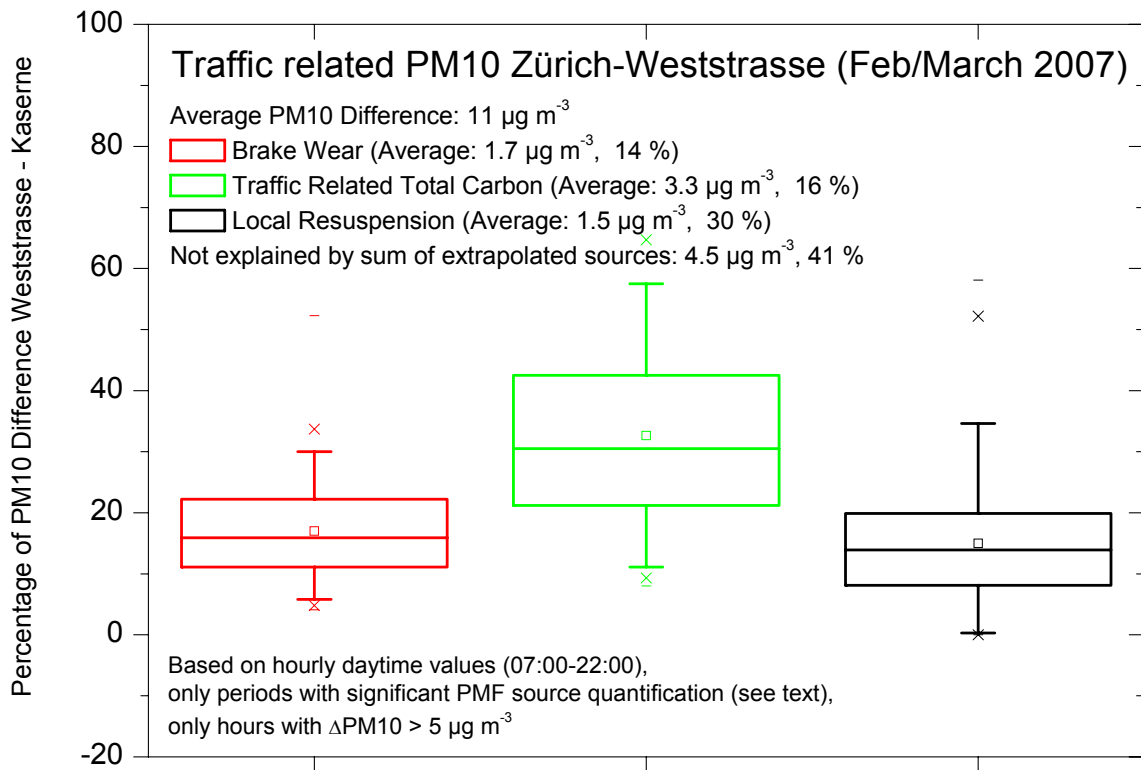 Percentage of PM10 Difference Weststrasse - Kaserne
100
80
60
40
20
0
-20
Traffic related PM10 Zürich-Weststrasse (Feb/March 2007)
Average PM10 Difference: 11 µg m⁻³
Brake Wear (Average: 1.7 µg m⁻³, 14 %)
Traffic Related Total Carbon (Average: 3.3 µg m⁻³, 16 %)
Local Resuspension (Average: 1.5 µg m⁻³, 30 %)
Not explained by sum of extrapolated sources: 4.5 µg m⁻³, 41 %
Based on hourly daytime values (07:00-22:00),
only periods with significant PMF source quantification (see text),
only hours with ΔPM10 > 5 µg m⁻³